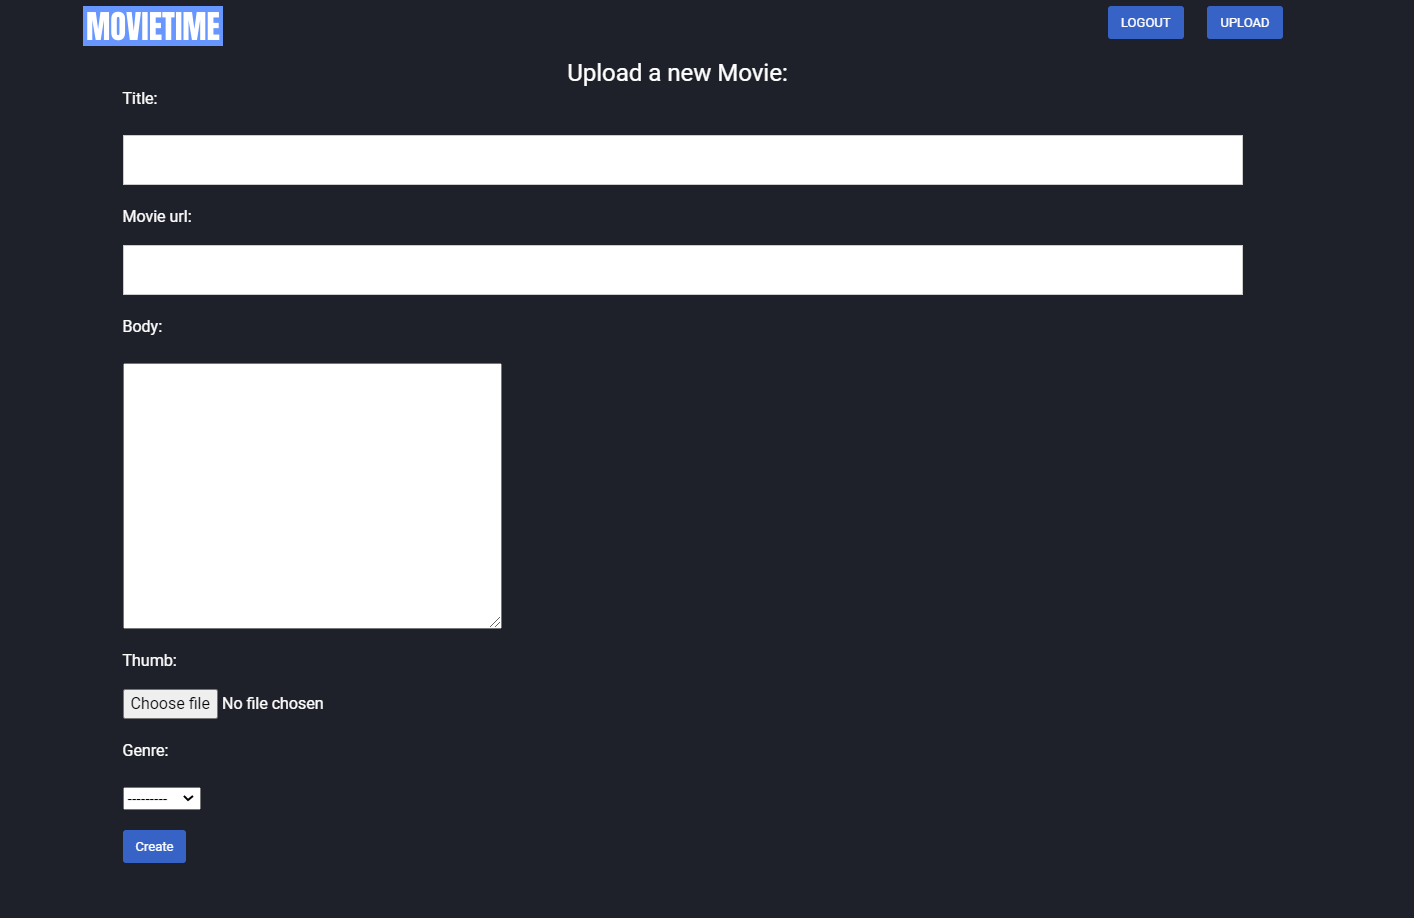 MOVIETIME
LOGOUT
UPLOAD
Upload a new Movie:
Title:
Movie url:
Body:
Thumb:
Choose file No file chosen
Genre:
---------
Create